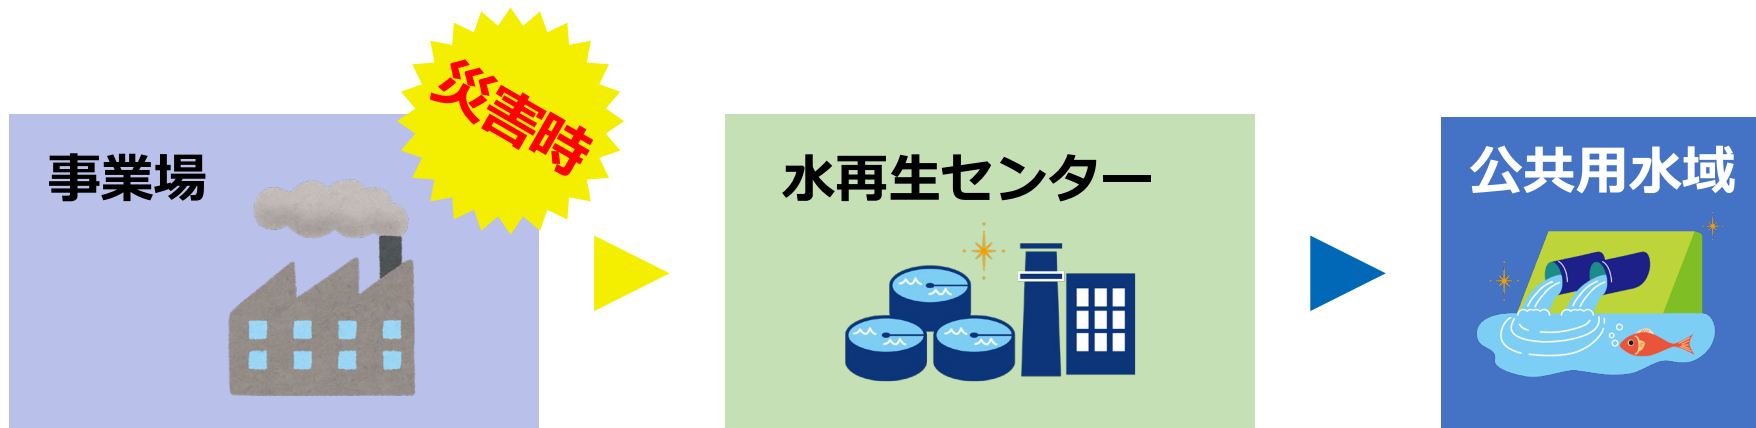 事業場
災害時
水再生センター
公共用水域